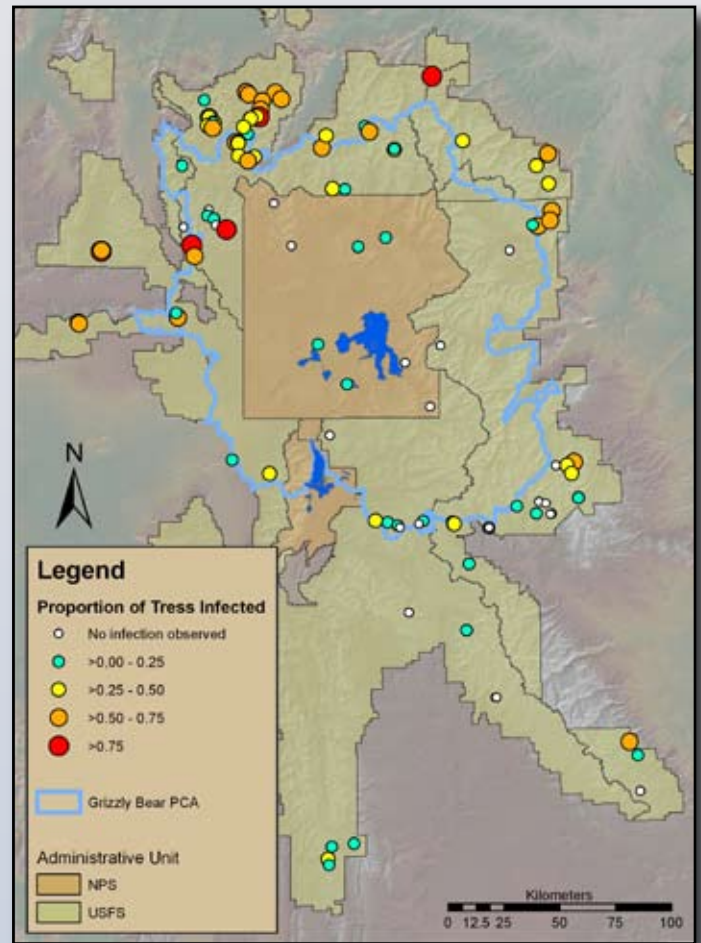 N
Legend
Proportion of Tress Infected
No infection observed
>0.00 - 0.25
>0.25 - 0.50
>0.50 - 0.75
>0.75
Grizzly Bear PCA
Administrative Unit
NPS
USFS
Kilometers
0 12.5 25 50 75 100